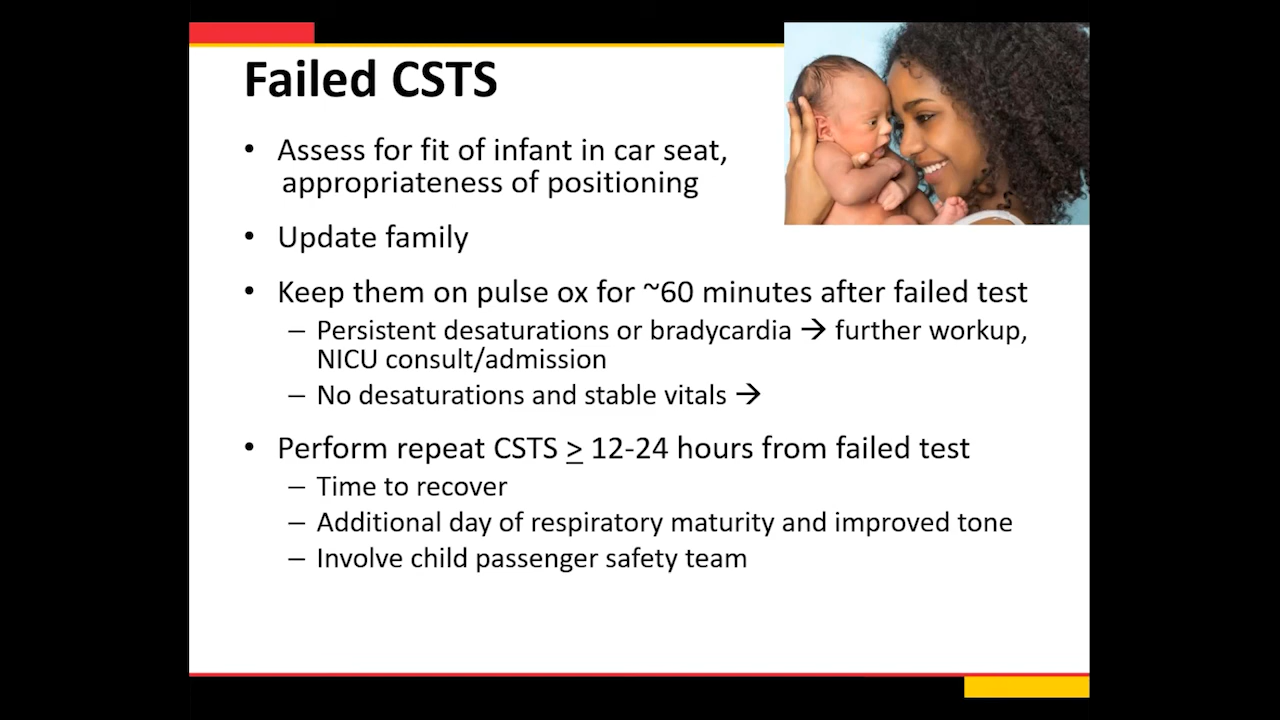 Failed CSTS
• Assess for fit of infant in car seat,
appropriateness of positioning
• Update family
• Keep them on pulse ox for ~60 minutes after failed test
– Persistent desaturations or bradycardia → further workup,
NICU consult/admission
– No desaturations and stable vitals →
• Perform repeat CSTS ≥ 12-24 hours from failed test
– Time to recover
– Additional day of respiratory maturity and improved tone
– Involve child passenger safety team